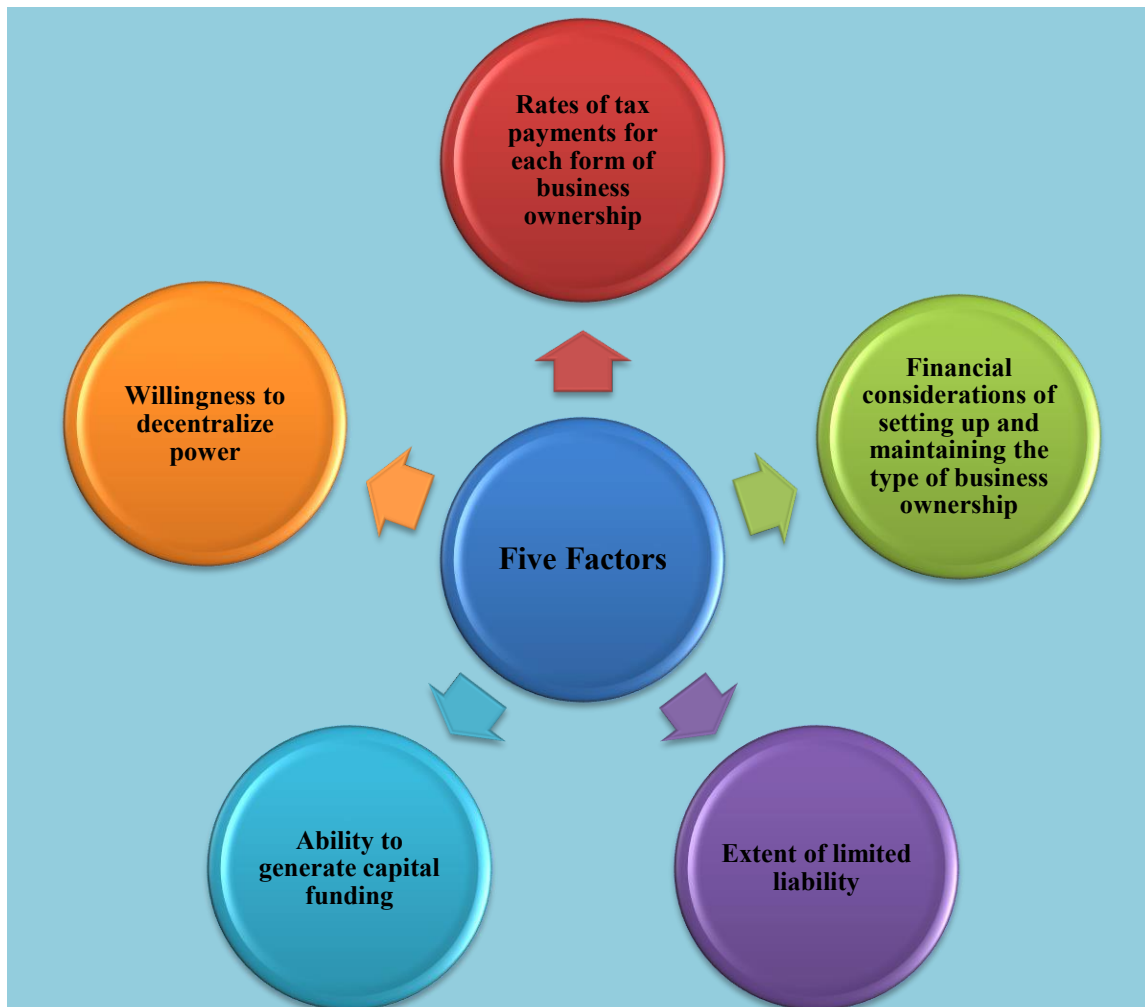 Rates of tax
payments for
each form of
business
ownership
Willingness to
decentralize
power
Financial
considerations of
setting up and
maintaining the
type of business
ownership
Five Factors
Ability to
generate capital
funding
Extent of limited
liability